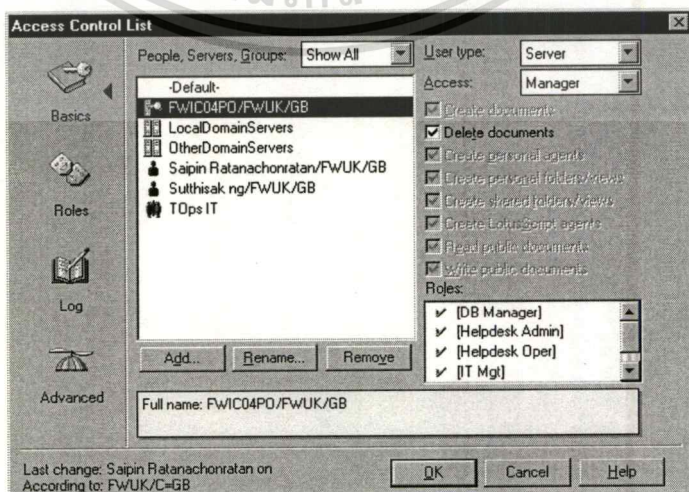 Access Control List
People, Servers, Groups: Show All
User type: Server
Access: Manager
Basics
Roles
Log
Advanced
-Default-
FWIC04PO/FWUK/GB
LocalDomainServers
OtherDomainServers
Saipin Ratanachonratan/FWUK/GB
Sulthisak ng/FWUK/GB
TOps IT
Create documents
Delete documents
Create personal agents
Create personal folders/views
Create shared folders/views
Create LotusScript agents
Read public documents
Write public documents
Roles:
[DB Manager]
[Helpdesk Admin]
[Helpdesk Oper]
[IT Mgt]
Add... Rename... Remove
Full name: FWIC04PO/FWUK/GB
Last change: Saipin Ratanachonratan on
According to: FWUK/C=GB
OK Cancel Help